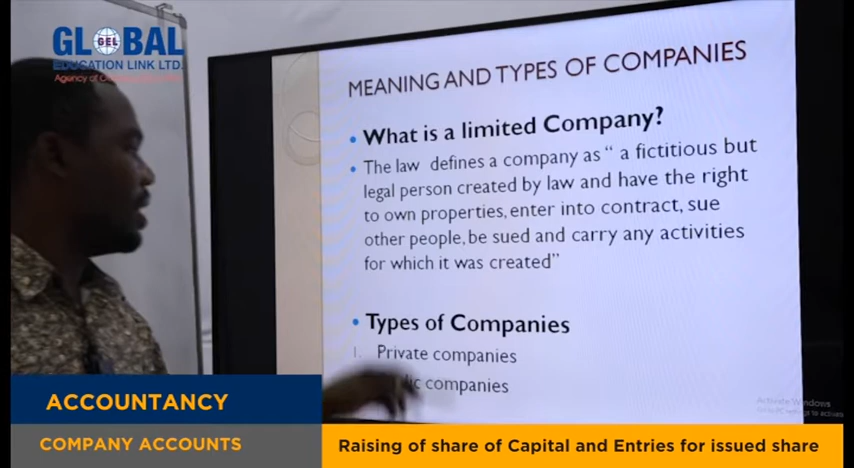 GLOBAL
GEL
EDUCATION LINK LTD.
Agency of
MEANING AND TYPES OF COMPANIES
• What is a limited Company?
• The law defines a company as " a fictitious but
legal person created by law and have the right
to own properties, enter into contract, sue
other people, be sued and carry any activities
for which it was created"
• Types of Companies
1. Private companies
companies
Activate Windows
ACCOUNTANCY
COMPANY ACCOUNTS
Raising of share of Capital and Entries for issued share